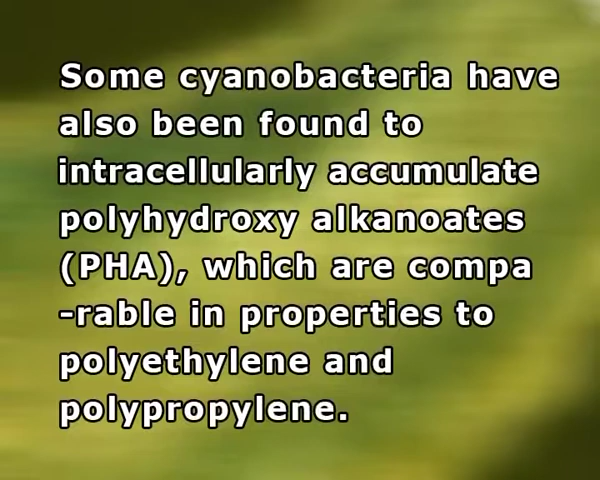 Some cyanobacteria have
also been found to
intracellularly accumulate
polyhydroxy alkanoates
(PHA), which are compa
-rable in properties to
polyethylene and
polypropylene.